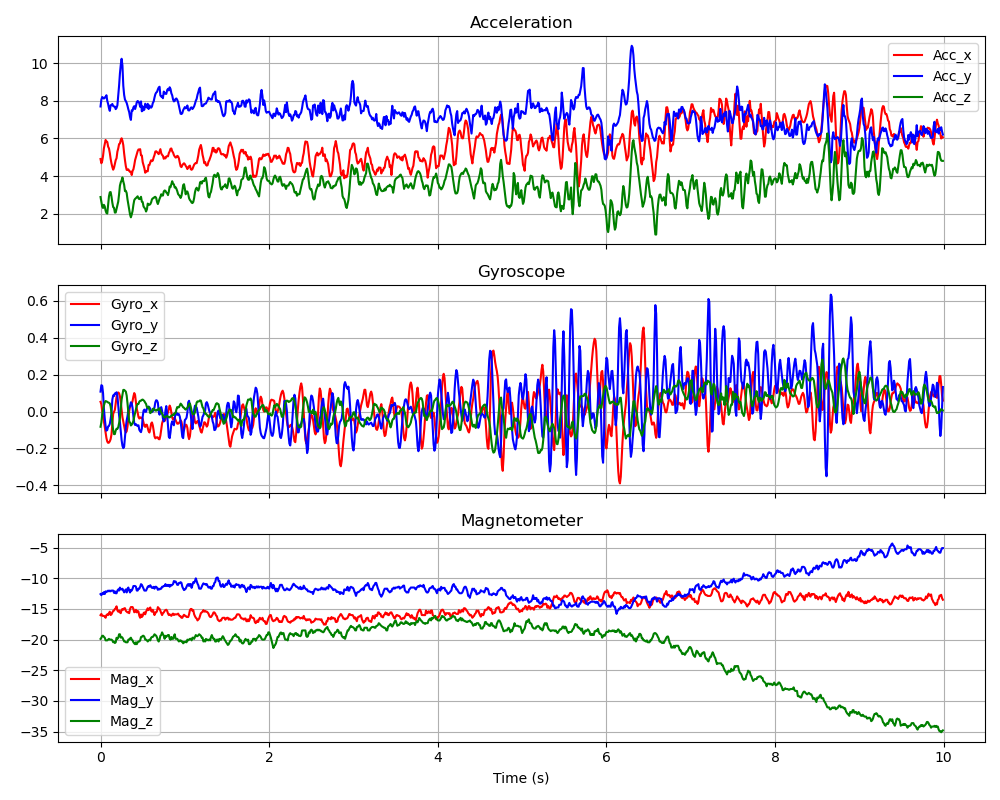 Acceleration
10
8
6
4
2
Acc_x
Acc_y
Acc_z
Gyroscope
0.6
0.4
0.2
0.0
−0.2
−0.4
Gyro_x
Gyro_y
Gyro_z
Magnetometer
−5
−10
−15
−20
−25
−30
−35
Mag_x
Mag_y
Mag_z
0 2 4 6 8 10
Time (s)